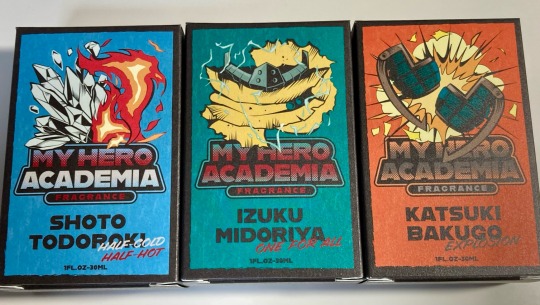 MY HERO
ACADEMIA
FRAGRANCE
SHOTO
TODOROKI
HALF-COLD
HALF-HOT
1FL.OZ-30ML
MY HERO
ACADEMIA
FRAGRANCE
IZUKU
MIDORIYA
ONE FOR ALL
1FL.OZ-30ML
MY HERO
ACADEMIA
FRAGRANCE
KATSUKI
BAKUGO
EXPLOSION
1FL.OZ-30ML